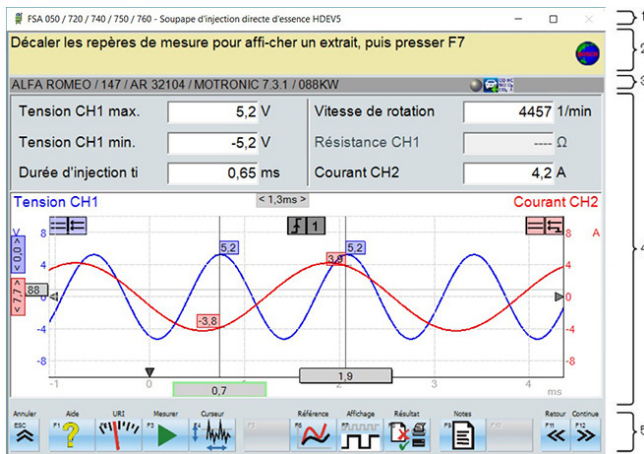 FSA 050 / 720 / 740 / 750 / 760 - Soupape d'injection directe d'essence HDEV5
1
Décaler les repères de mesure pour affi-cher un extrait, puis presser F7
2
ALFA ROMEO / 147 / AR 32104 / MOTRONIC 7.3.1 / 088KW
3
Tension CH1 max. 5,2 V Vitesse de rotation 4457 1/min
Tension CH1 min. -5,2 V Résistance CH1 ---- Ω
Durée d'injection ti 0,65 ms Courant CH2 4,2 A
Tension CH1 < 1,3ms > Courant CH2
V 8 1 8 A
< 0,0 > 5,2 3,9 5,2
4 4
< 7,7 > 88
0 0
-3,8
-4 -4
-8 -8
1,9
-1 0 2 4
0,7 ms
4
Annuler Aide URI Mesurer Curseur Référence Affichage Résultat Notes Retour Continue
ESC F1 F3 F4 F5 F6 F7 F8 F9 F10 F11 F12
5